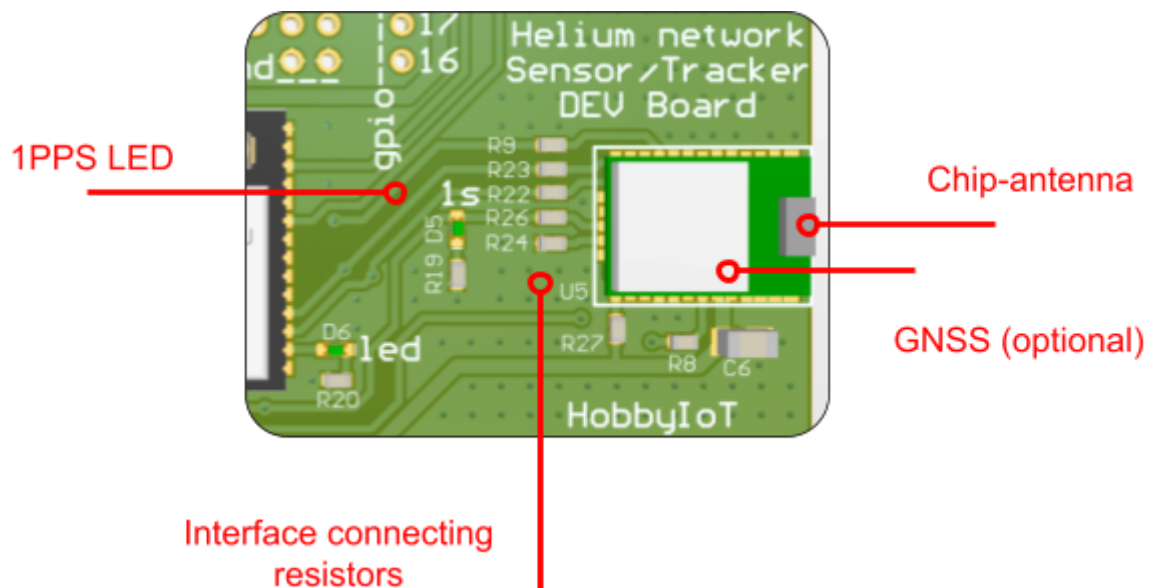 17
16
nd___
gpio---
Helium network
Sensor/Tracker
DEV Board
1PPS LED
R9
R23
1s
R22
R26
R24
D5
R19
U5
Chip-antenna
D6
led
R20
R27
R8
C6
GNSS (optional)
HobbyIoT
Interface connecting
resistors